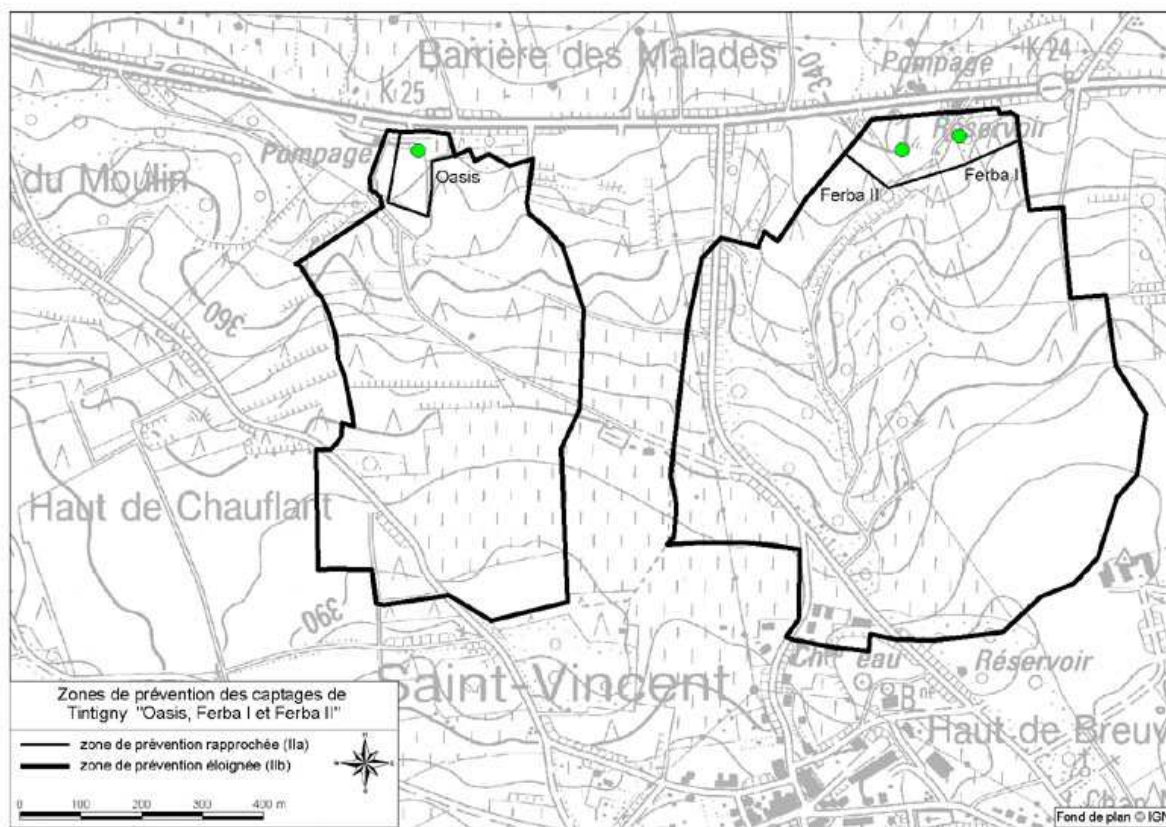 Barrière des Malades
K 25
340
Pompage
K 24
1
Pompage
Réservoir
du Moulin
Oasis
Ferba II
Ferba I
360
Haut de Chauflant
390
Saint-Vincent
Réservoir
Haut de Breuv
Zones de prévention des captages de
Tintigny "Oasis, Ferba I et Ferba II"
zone de prévention rapprochée (IIa)
zone de prévention éloignée (IIb)
0 100 200 300 400 m
Fond de plan © IGN